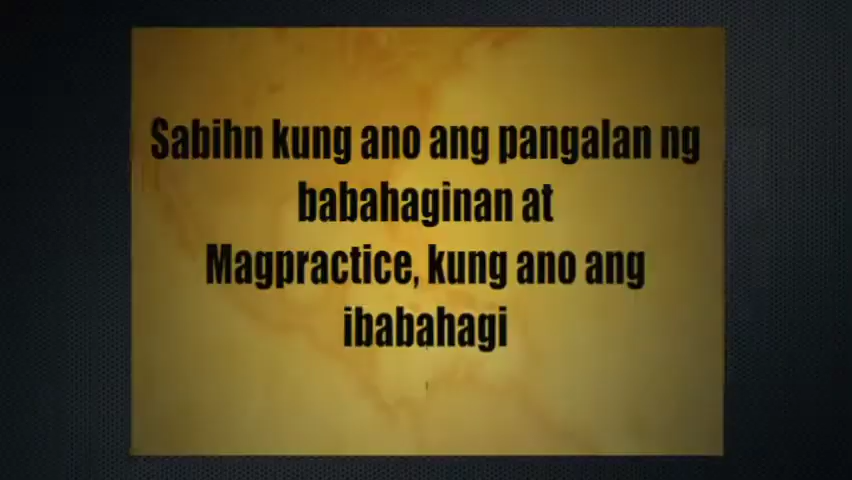 Sabihn kung ano ang pangalan ng
babahaginan at
Magpractice, kung ano ang
ibabahagi